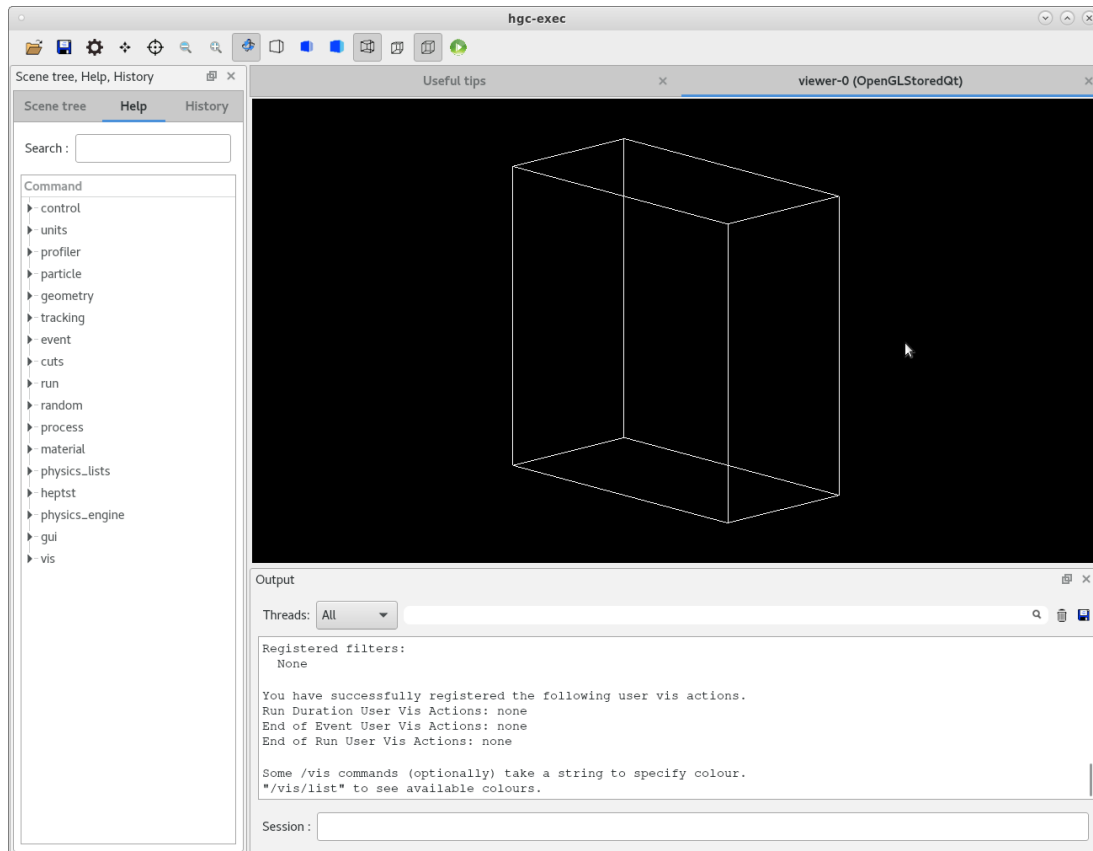 hgc-exec
Scene tree, Help, History
Useful tips
viewer-0 (OpenGLStoredQt)
Scene tree Help History
Search :
Command
control
units
profiler
particle
geometry
tracking
event
cuts
run
random
process
material
physics_lists
heptst
physics_engine
gui
vis
Output
Threads: All
Registered filters:
None
You have successfully registered the following user vis actions.
Run Duration User Vis Actions: none
End of Event User Vis Actions: none
End of Run User Vis Actions: none
Some /vis commands (optionally) take a string to specify colour.
"/vis/list" to see available colours.
Session :